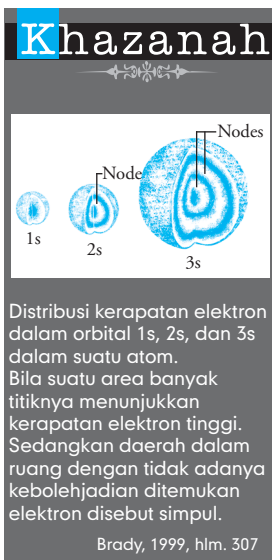 Khazanah
Nodes
Node
1s
2s
3s
Distribusi kerapatan elektron
dalam orbital 1s, 2s, dan 3s
dalam suatu atom.
Bila suatu area banyak
titiknya menunjukkan
kerapatan elektron tinggi.
Sedangkan daerah dalam
ruang dengan tidak adanya
kebolehjadian ditemukan
elektron disebut simpul.
Brady, 1999, hlm. 307